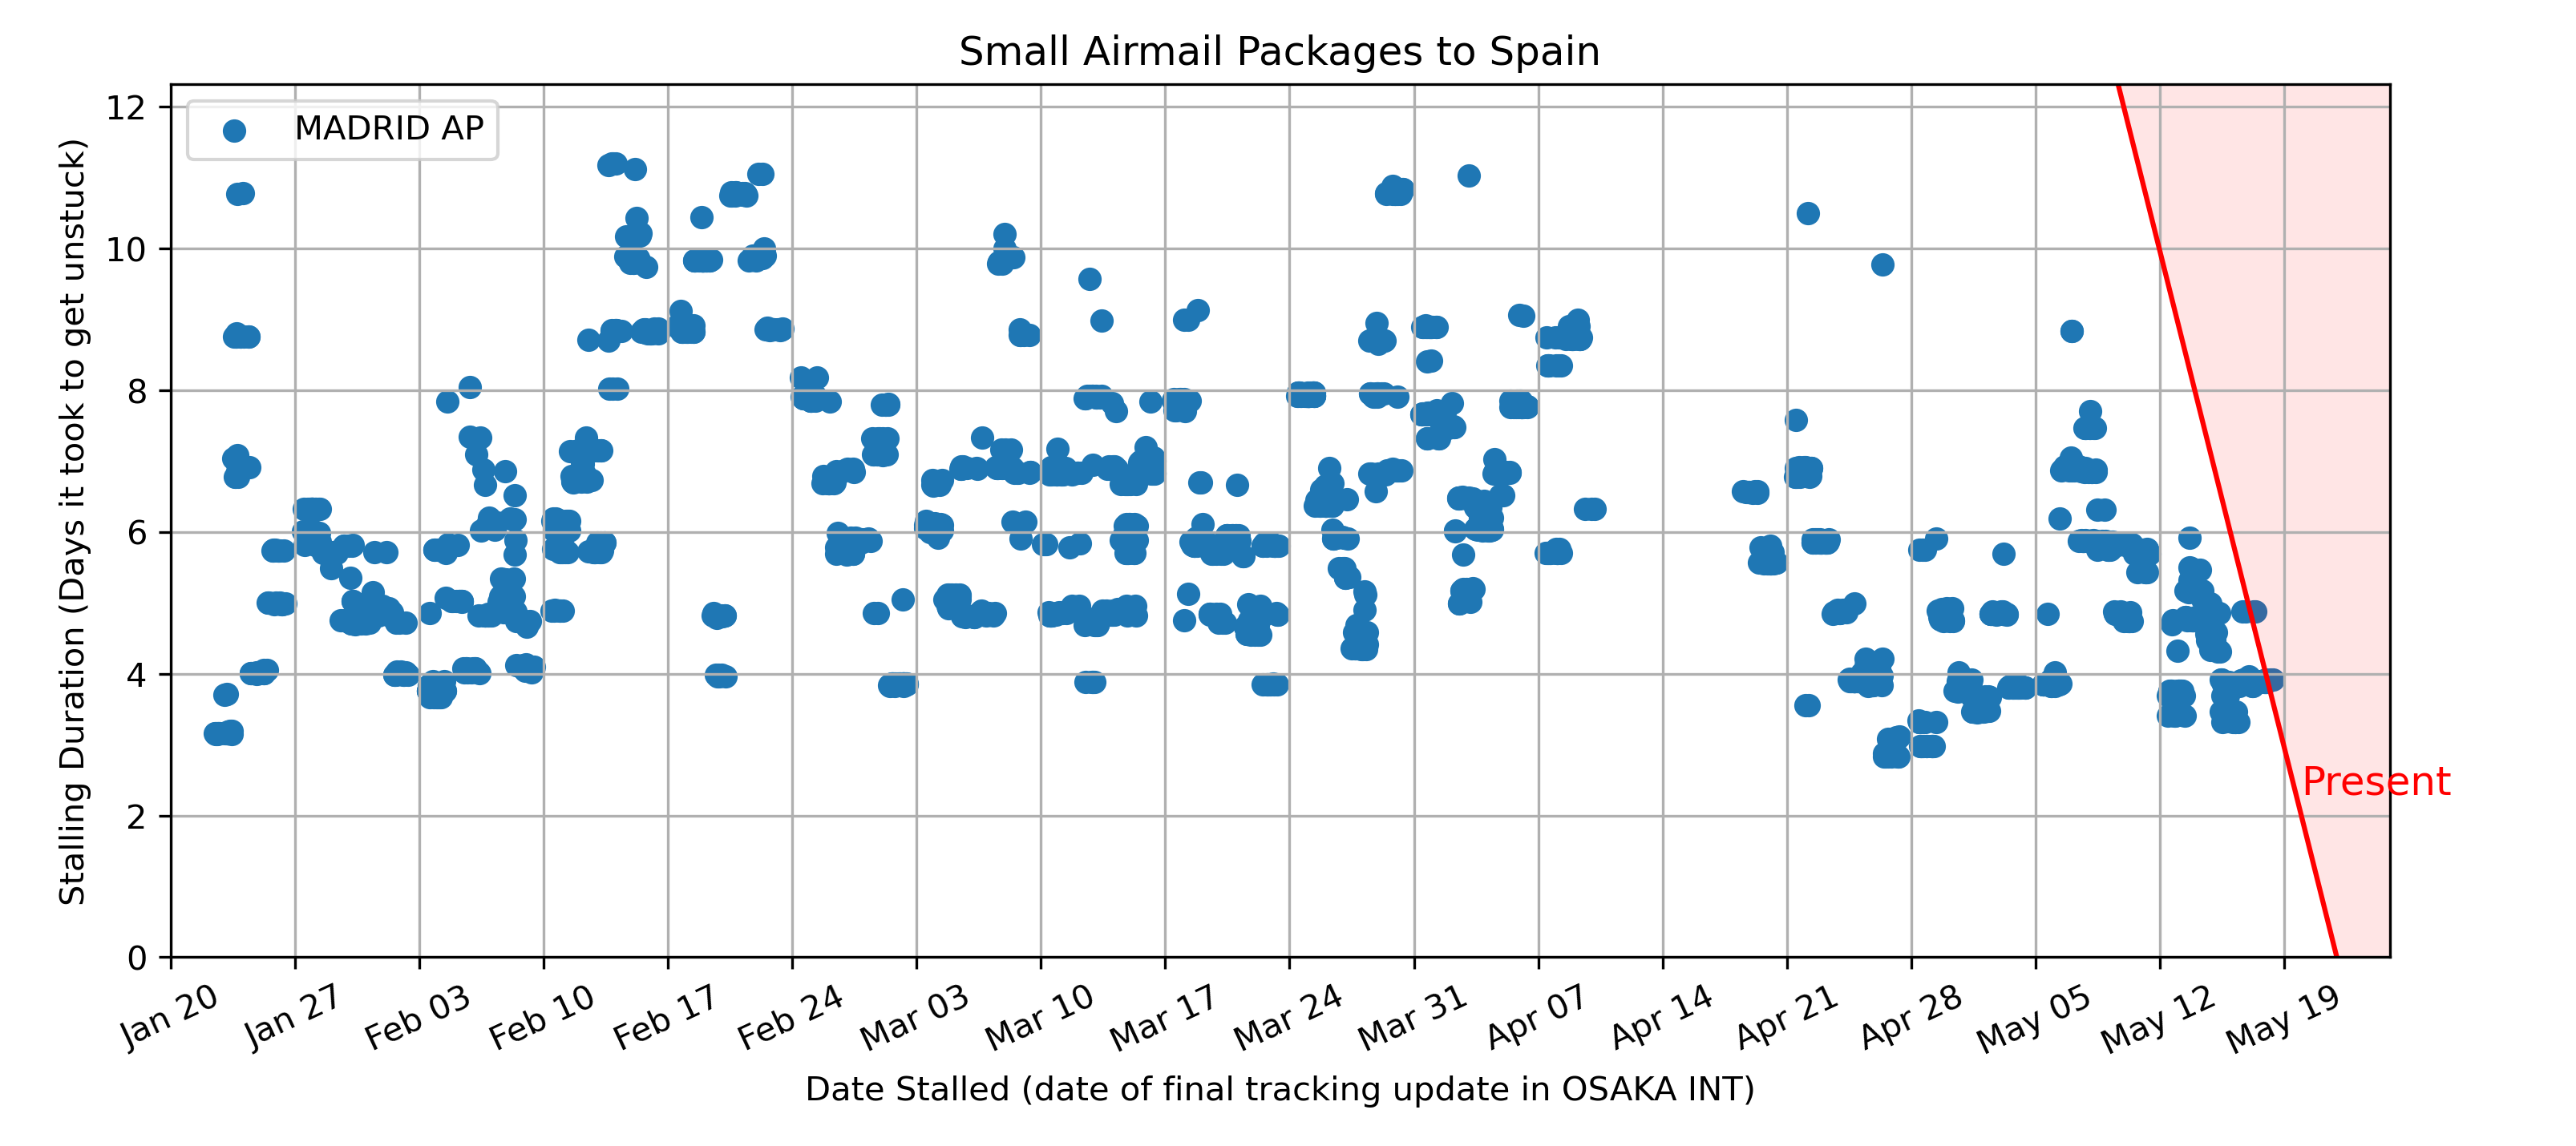 Small Airmail Packages to Spain
MADRID AP
Stalling Duration (Days it took to get unstuck)
12
10
8
6
4
2
0
Present
Jan 20
Jan 27
Feb 03
Feb 10
Feb 17
Feb 24
Mar 03
Mar 10
Mar 17
Mar 24
Mar 31
Apr 07
Apr 14
Apr 21
Apr 28
May 05
May 12
May 19
Date Stalled (date of final tracking update in OSAKA INT)